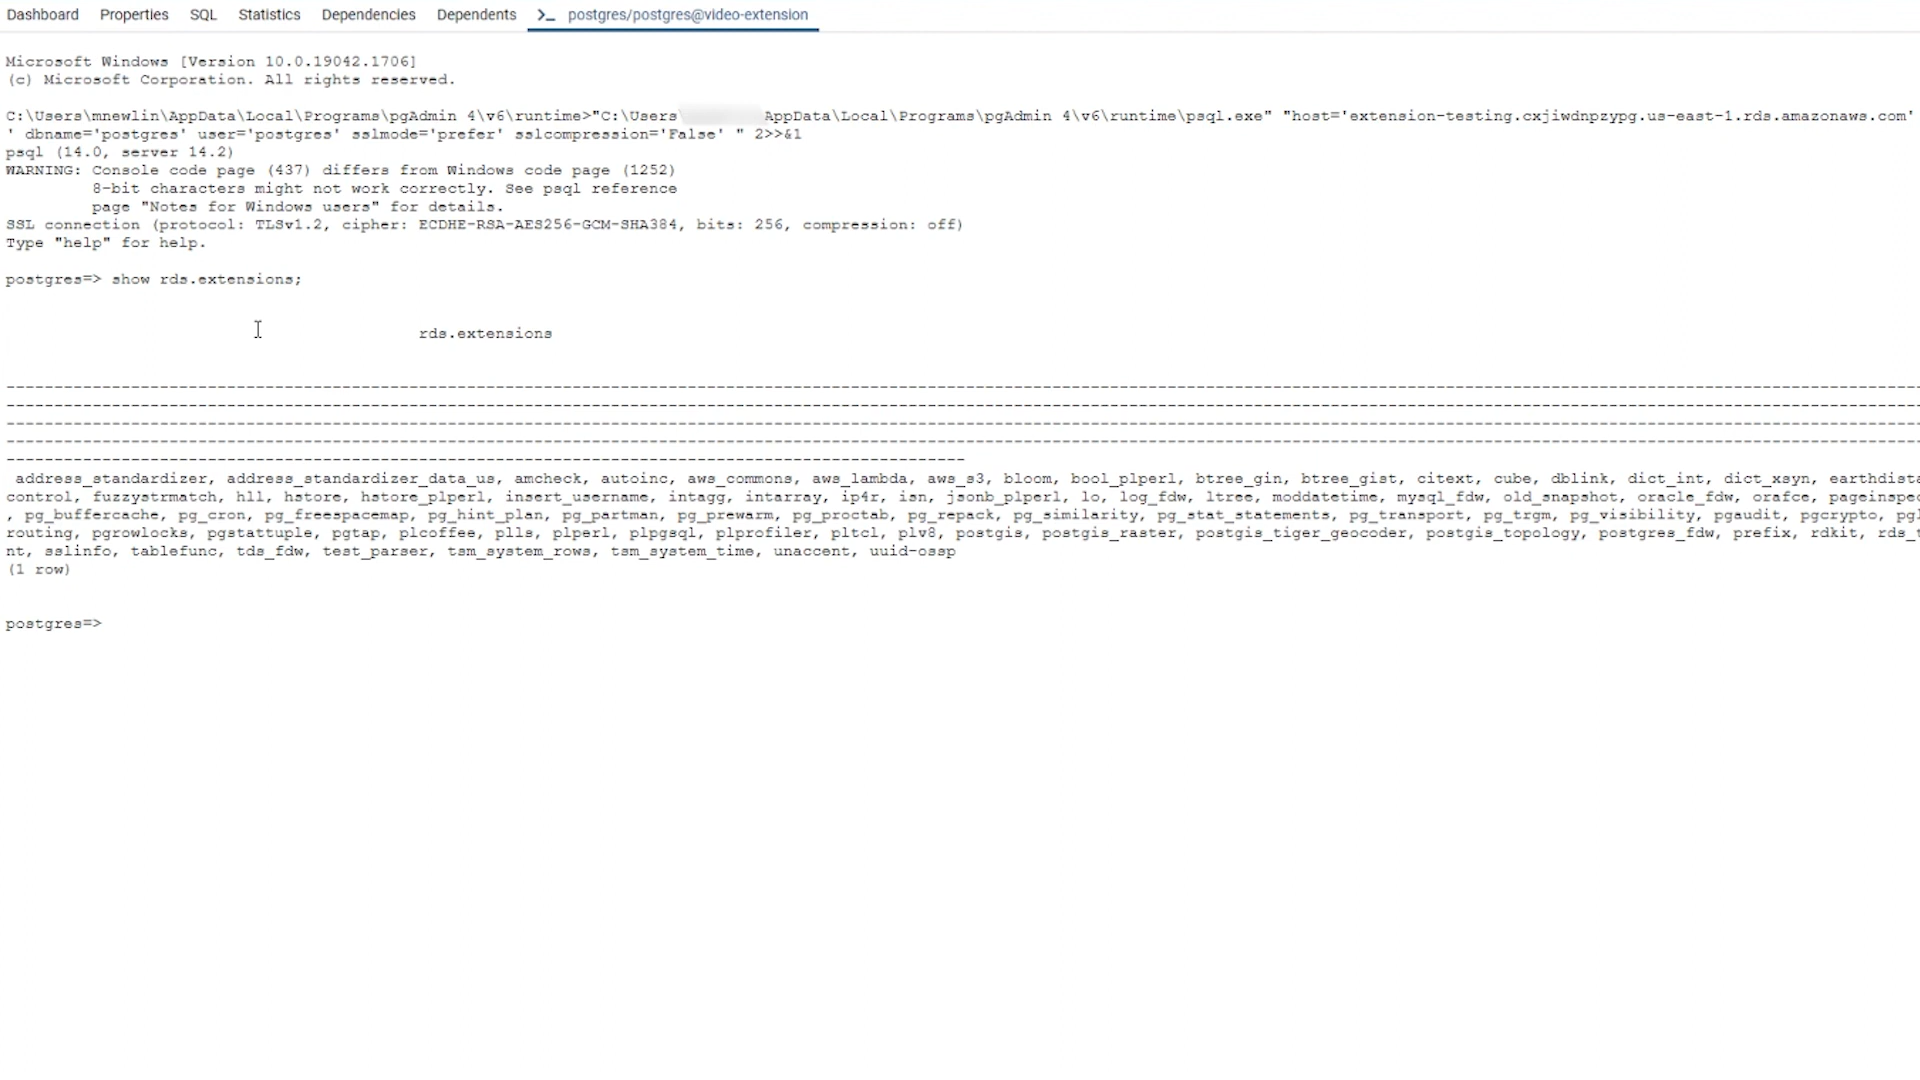 Dashboard Properties SQL Statistics Dependencies Dependents >_ postgres/postgres@video-extension
Microsoft Windows [Version 10.0.19042.1706]
(c) Microsoft Corporation. All rights reserved.
C:\Users\mnewlin\AppData\Local\Programs\pgAdmin 4\v6\runtime>"C:\Users\ AppData\Local\Programs\pgAdmin 4\v6\runtime\psql.exe" "host='extension-testing.cxjiwdnpzypg.us-east-1.rds.amazonaws.com'
' dbname='postgres' user='postgres' sslmode='prefer' sslcompression='False' " 2>>&1
psql (14.0, server 14.2)
WARNING: Console code page (437) differs from Windows code page (1252)
8-bit characters might not work correctly. See psql reference
page "Notes for Windows users" for details.
SSL connection (protocol: TLSv1.2, cipher: ECDHE-RSA-AES256-GCM-SHA384, bits: 256, compression: off)
Type "help" for help.
postgres=> show rds.extensions;
rds.extensions
address_standardizer, address_standardizer_data_us, amcheck, autoinc, aws_commons, aws_lambda, aws_s3, bloom, bool_plperl, btree_gin, btree_gist, citext, cube, dblink, dict_int, dict_xsyn, earthdista
control, fuzzystrmatch, hll, hstore, hstore_plperl, insert_username, intagg, intarray, ip4r, isn, jsonb_plperl, lo, log_fdw, ltree, moddatetime, mysql_fdw, old_snapshot, oracle_fdw, orafce, pageinspec
, pg_buffercache, pg_cron, pg_freespacemap, pg_hint_plan, pg_partman, pg_prewarm, pg_proctab, pg_repack, pg_similarity, pg_stat_statements, pg_transport, pg_trgm, pg_visibility, pgaudit, pgcrypto, pgl
routing, pgrowlocks, pgstattuple, pgtap, plcoffee, plls, plperl, plpgsql, plprofiler, pltcl, plv8, postgis, postgis_raster, postgis_tiger_geocoder, postgis_topology, postgres_fdw, prefix, rdkit, rds_t
nt, sslinfo, tablefunc, tds_fdw, test_parser, tsm_system_rows, tsm_system_time, unaccent, uuid-ossp
(1 row)
postgres=>